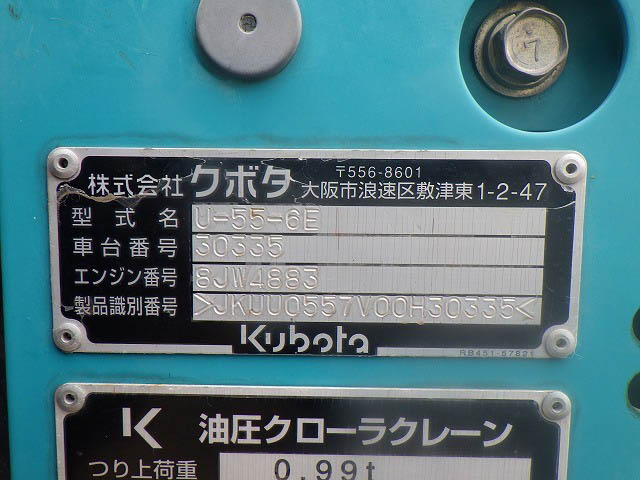 7
株式会社 クボタ 〒556-8601
大阪市浪速区敷津東1-2-47
型式名 U-55-6E
車台番号 30335
エンジン番号 8JW4883
製品識別番号 >JKUU0557V00H30335<
Kubota
RB451-57821
K 油圧クローラクレーン
つり上荷重 0.99t